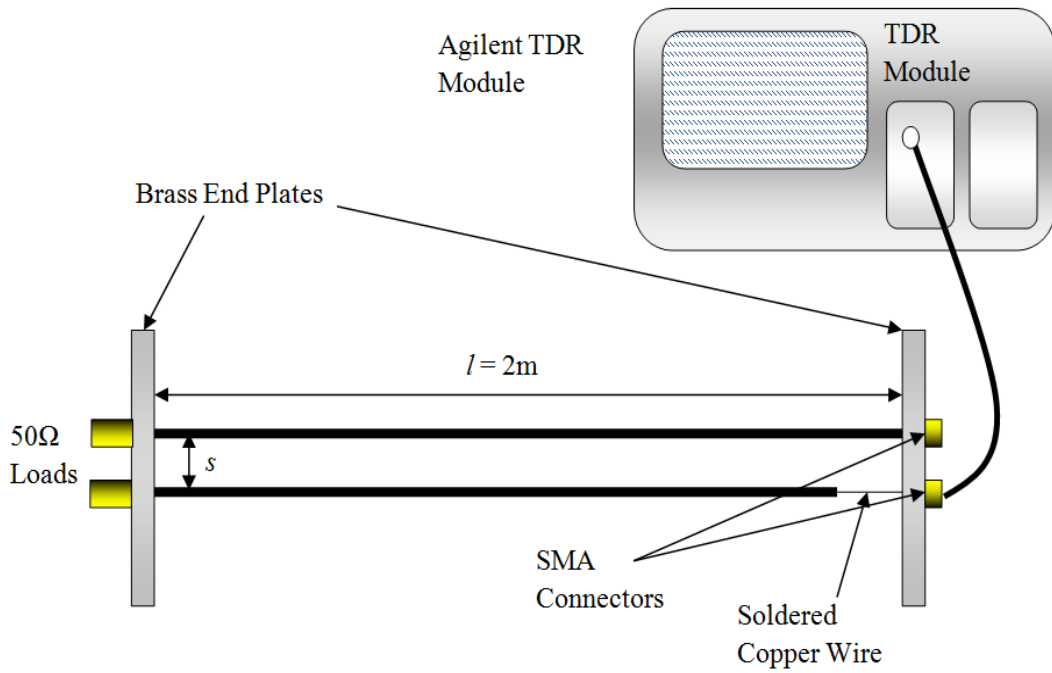 Agilent TDR
Module
TDR
Module
Brass End Plates
l = 2m
50Ω
Loads
s
SMA
Connectors
Soldered
Copper Wire